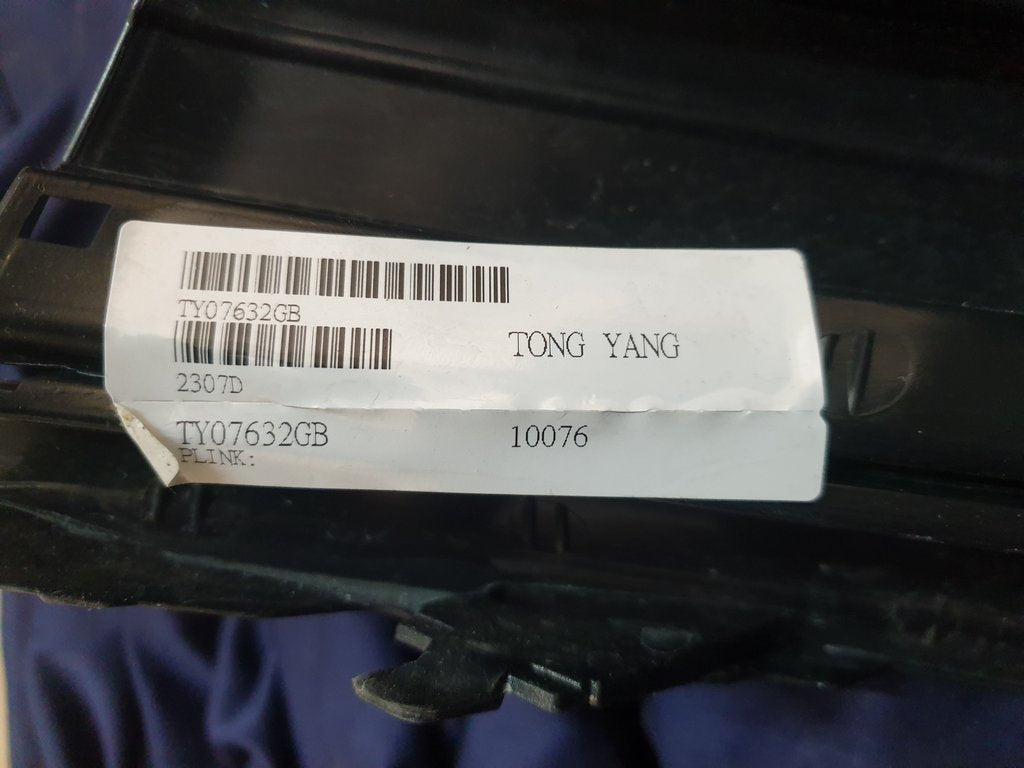 TY07632GB
TONG YANG
2307D
TY07632GB 10076
PLINK: